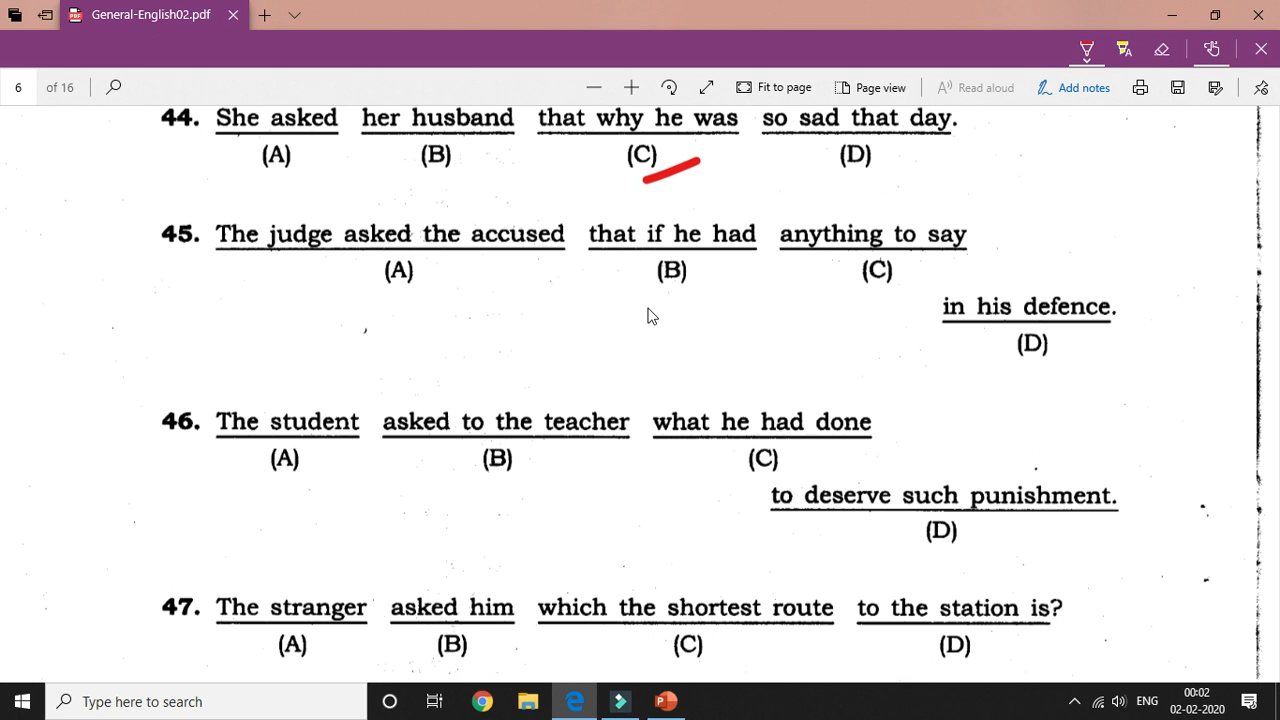 General-English02.pdf
6 of 16 Fit to page Page view Read aloud Add notes
44. She asked her husband that why he was so sad that day.
(A) (B) (C) (D)
45. The judge asked the accused that if he had anything to say
(A) (B) (C)
in his defence.
(D)
46. The student asked to the teacher what he had done
(A) (B) (C)
to deserve such punishment.
(D)
47. The stranger asked him which the shortest route to the station is?
(A) (B) (C) (D)
Type here to search ENG 00:02
02-02-2020